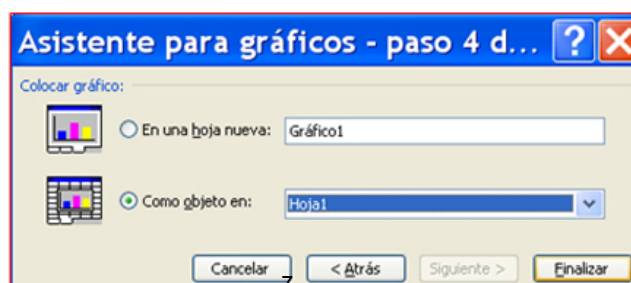 Asistente para gráficos - paso 4 d...
Colocar gráfico:
En una hoja nueva: Gráfico1
Como objeto en: Hoja1
Cancelar < Atrás Siguiente > Finalizar
7